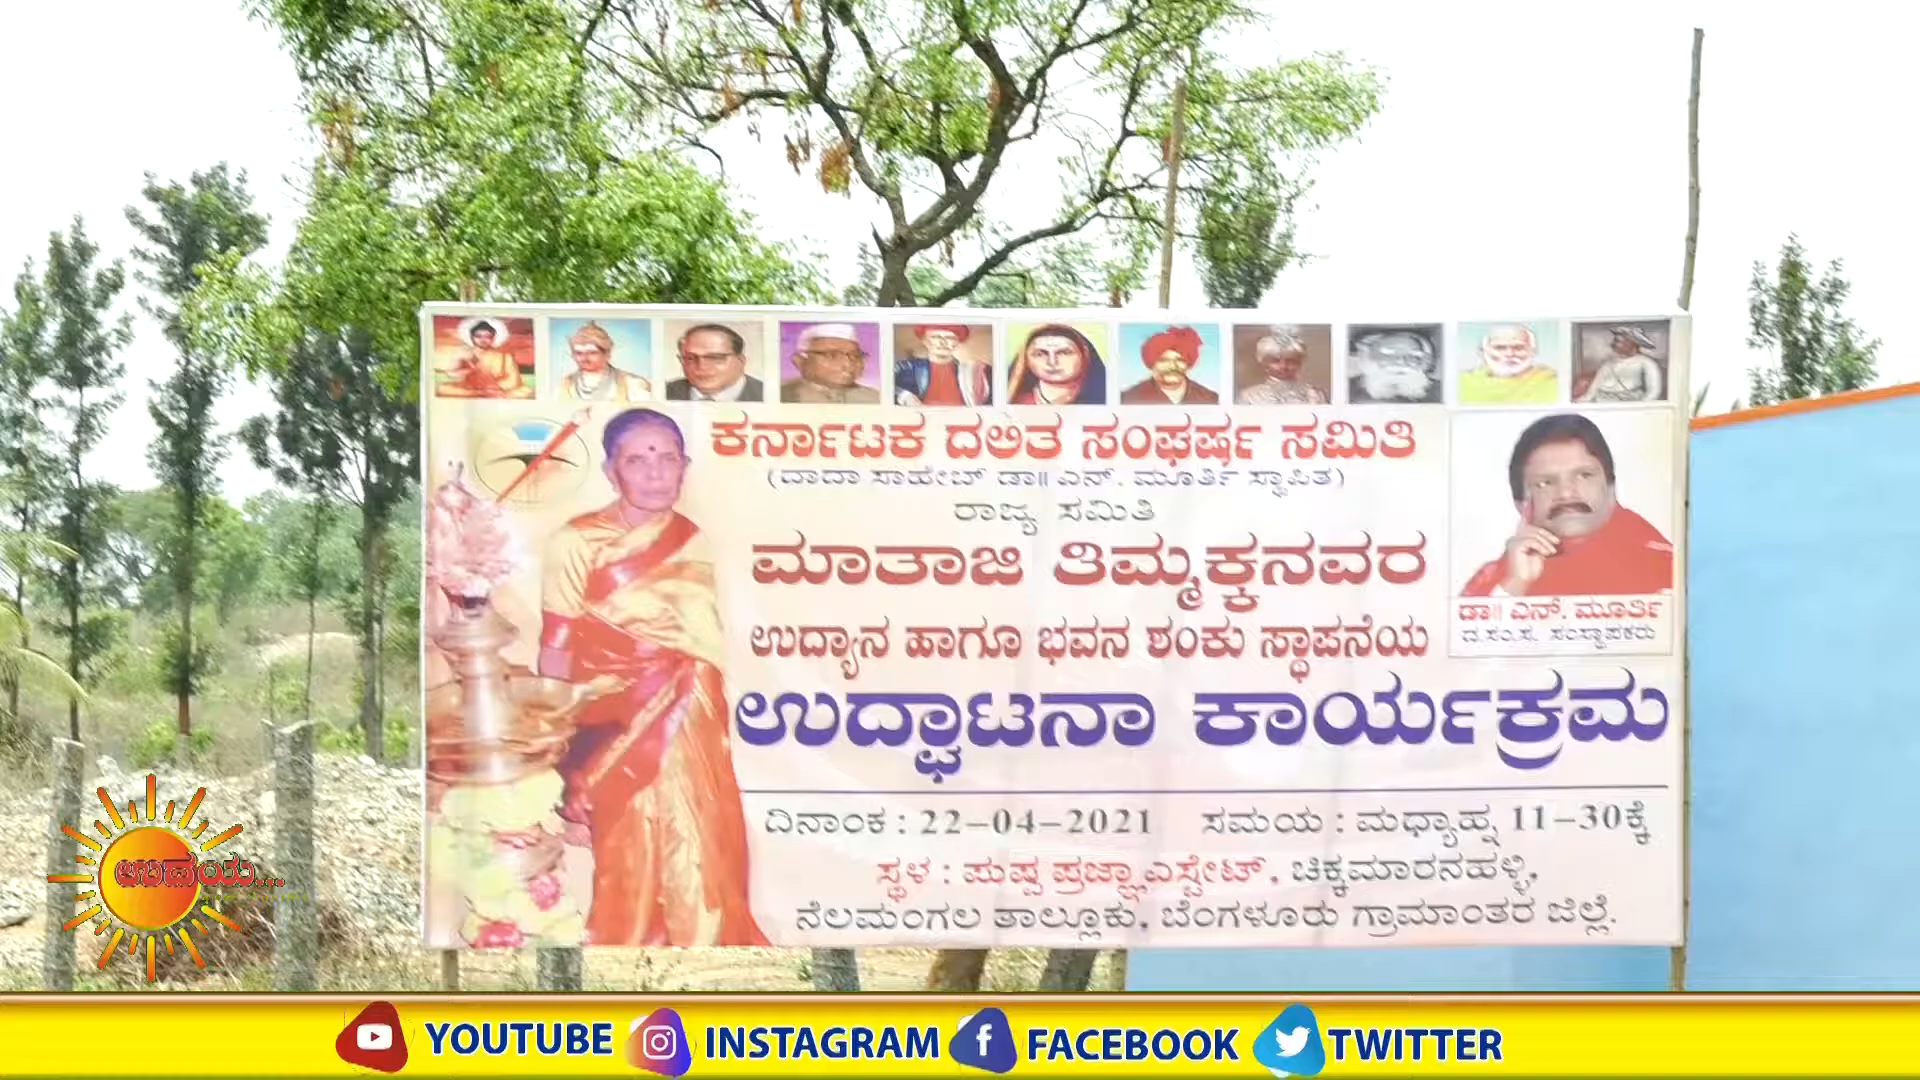 ಕರ್ನಾಟಕ ದಲಿತ ಸಂಘರ್ಷ ಸಮಿತಿ
(ದಾದಾ ಸಾಹೇಬ್ ಡಾ॥ ಎನ್. ಮೂರ್ತಿ ಸ್ಥಾಪಿತ)
ರಾಜ್ಯ ಸಮಿತಿ
ಮಾತಾಜಿ ತಿಮ್ಮಕ್ಕನವರ
ಉದ್ಯಾನ ಹಾಗೂ ಭವನ ಶಂಕು ಸ್ಥಾಪನೆಯ
ಉದ್ಘಾಟನಾ ಕಾರ್ಯಕ್ರಮ
ಡಾ॥ ಎನ್. ಮೂರ್ತಿ
ದ.ಸಂ.ಸ. ಸಂಸ್ಥಾಪಕರು
ದಿನಾಂಕ : 22-04-2021 ಸಮಯ : ಮಧ್ಯಾಹ್ನ 11-30ಕ್ಕೆ
ಸ್ಥಳ : ಪುಷ್ಪ ಪ್ರಜ್ಞಾ ಎಸ್ಟೇಟ್, ಚಿಕ್ಕಮಾರನಹಳ್ಳಿ,
ನೆಲಮಂಗಲ ತಾಲ್ಲೂಕು, ಬೆಂಗಳೂರು ಗ್ರಾಮಾಂತರ ಜಿಲ್ಲೆ.
ಉದಯ....
YOUTUBE INSTAGRAM FACEBOOK TWITTER